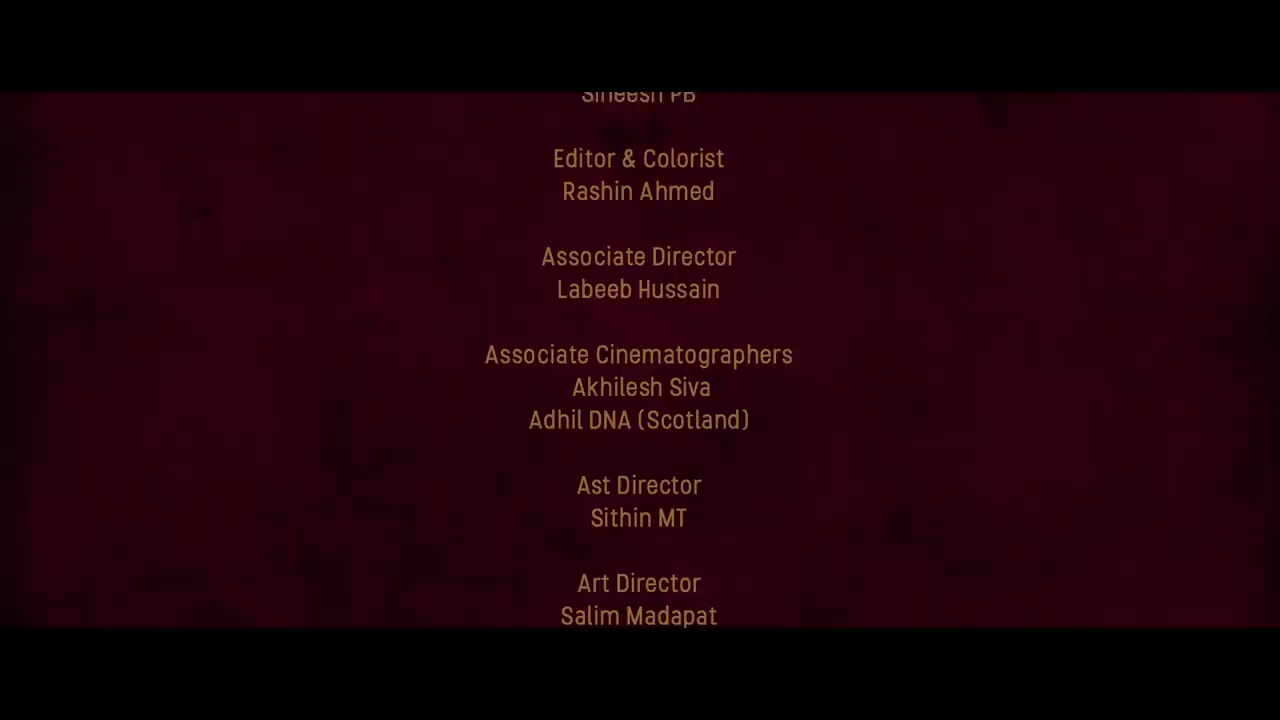 PB
Editor & Colorist
Rashin Ahmed
Associate Director
Labeeb Hussain
Associate Cinematographers
Akhilesh Siva
Adhil DNA (Scotland)
Ast Director
Sithin MT
Art Director
Salim Madapat